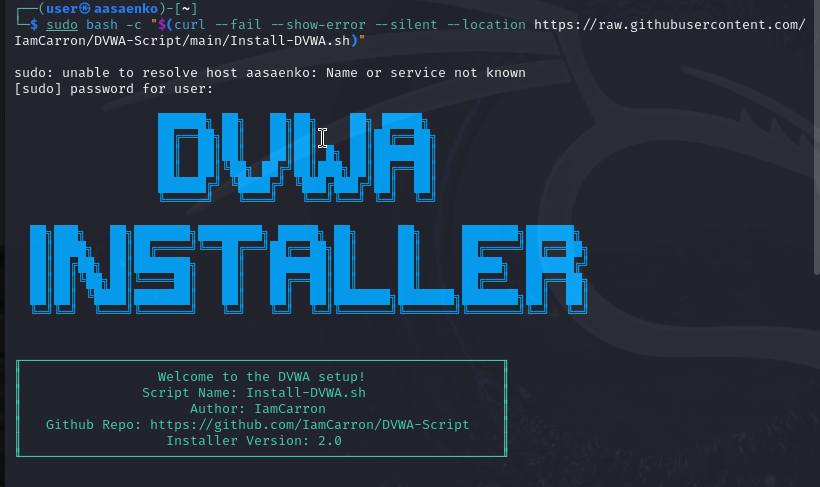 ┌──(user㉿aasaenko)-[~]
└─$ sudo bash -c "$(curl --fail --show-error --silent --location https://raw.githubusercontent.com/
IamCarron/DVWA-Script/main/Install-DVWA.sh)"
sudo: unable to resolve host aasaenko: Name or service not known
[sudo] password for user:
DVWA
INSTALLER
Welcome to the DVWA setup!
Script Name: Install-DVWA.sh
Author: IamCarron
Github Repo: https://github.com/IamCarron/DVWA-Script
Installer Version: 2.0